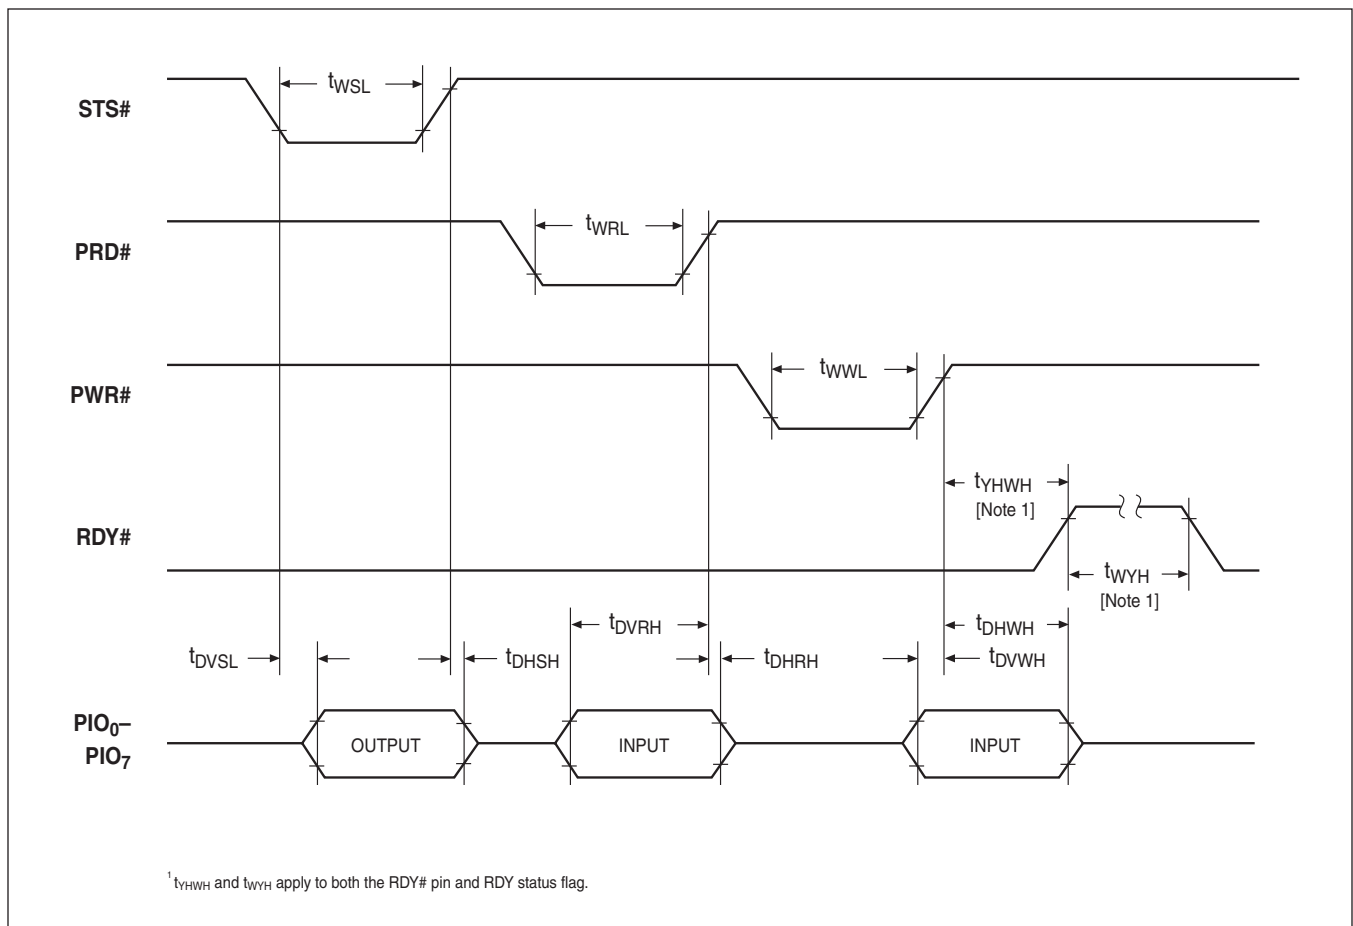 STS#
tWSL
PRD#
tWRL
PWR#
tWWL
tYHWH
[Note 1]
RDY#
tWYH
[Note 1]
tDVRH
tDHWH
tDVSL
tDHSH
tDHRH
tDVWH
PIO0–
PIO7
OUTPUT
INPUT
INPUT
1 tYHWH and tWYH apply to both the RDY# pin and RDY status flag.